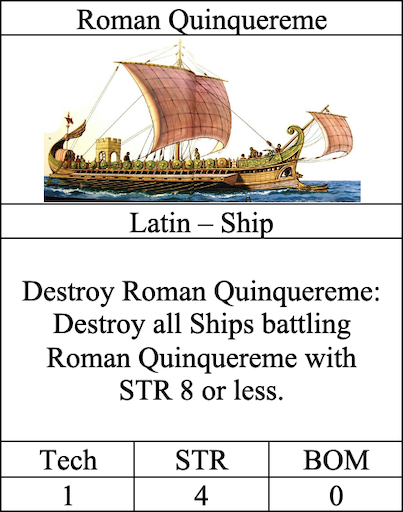 Roman Quinquereme
Latin – Ship
Destroy Roman Quinquereme:
Destroy all Ships battling
Roman Quinquereme with
STR 8 or less.
Tech STR BOM
1 4 0